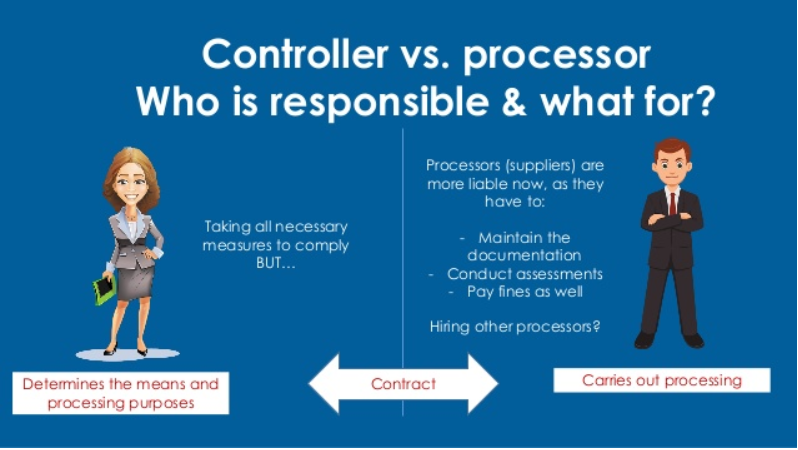 Controller vs. processor
Who is responsible & what for?
Taking all necessary
measures to comply
BUT...
Processors (suppliers) are
more liable now, as they
have to:
- Maintain the
documentation
- Conduct assessments
- Pay fines as well
Hiring other processors?
Determines the means and
processing purposes
Contract
Carries out processing